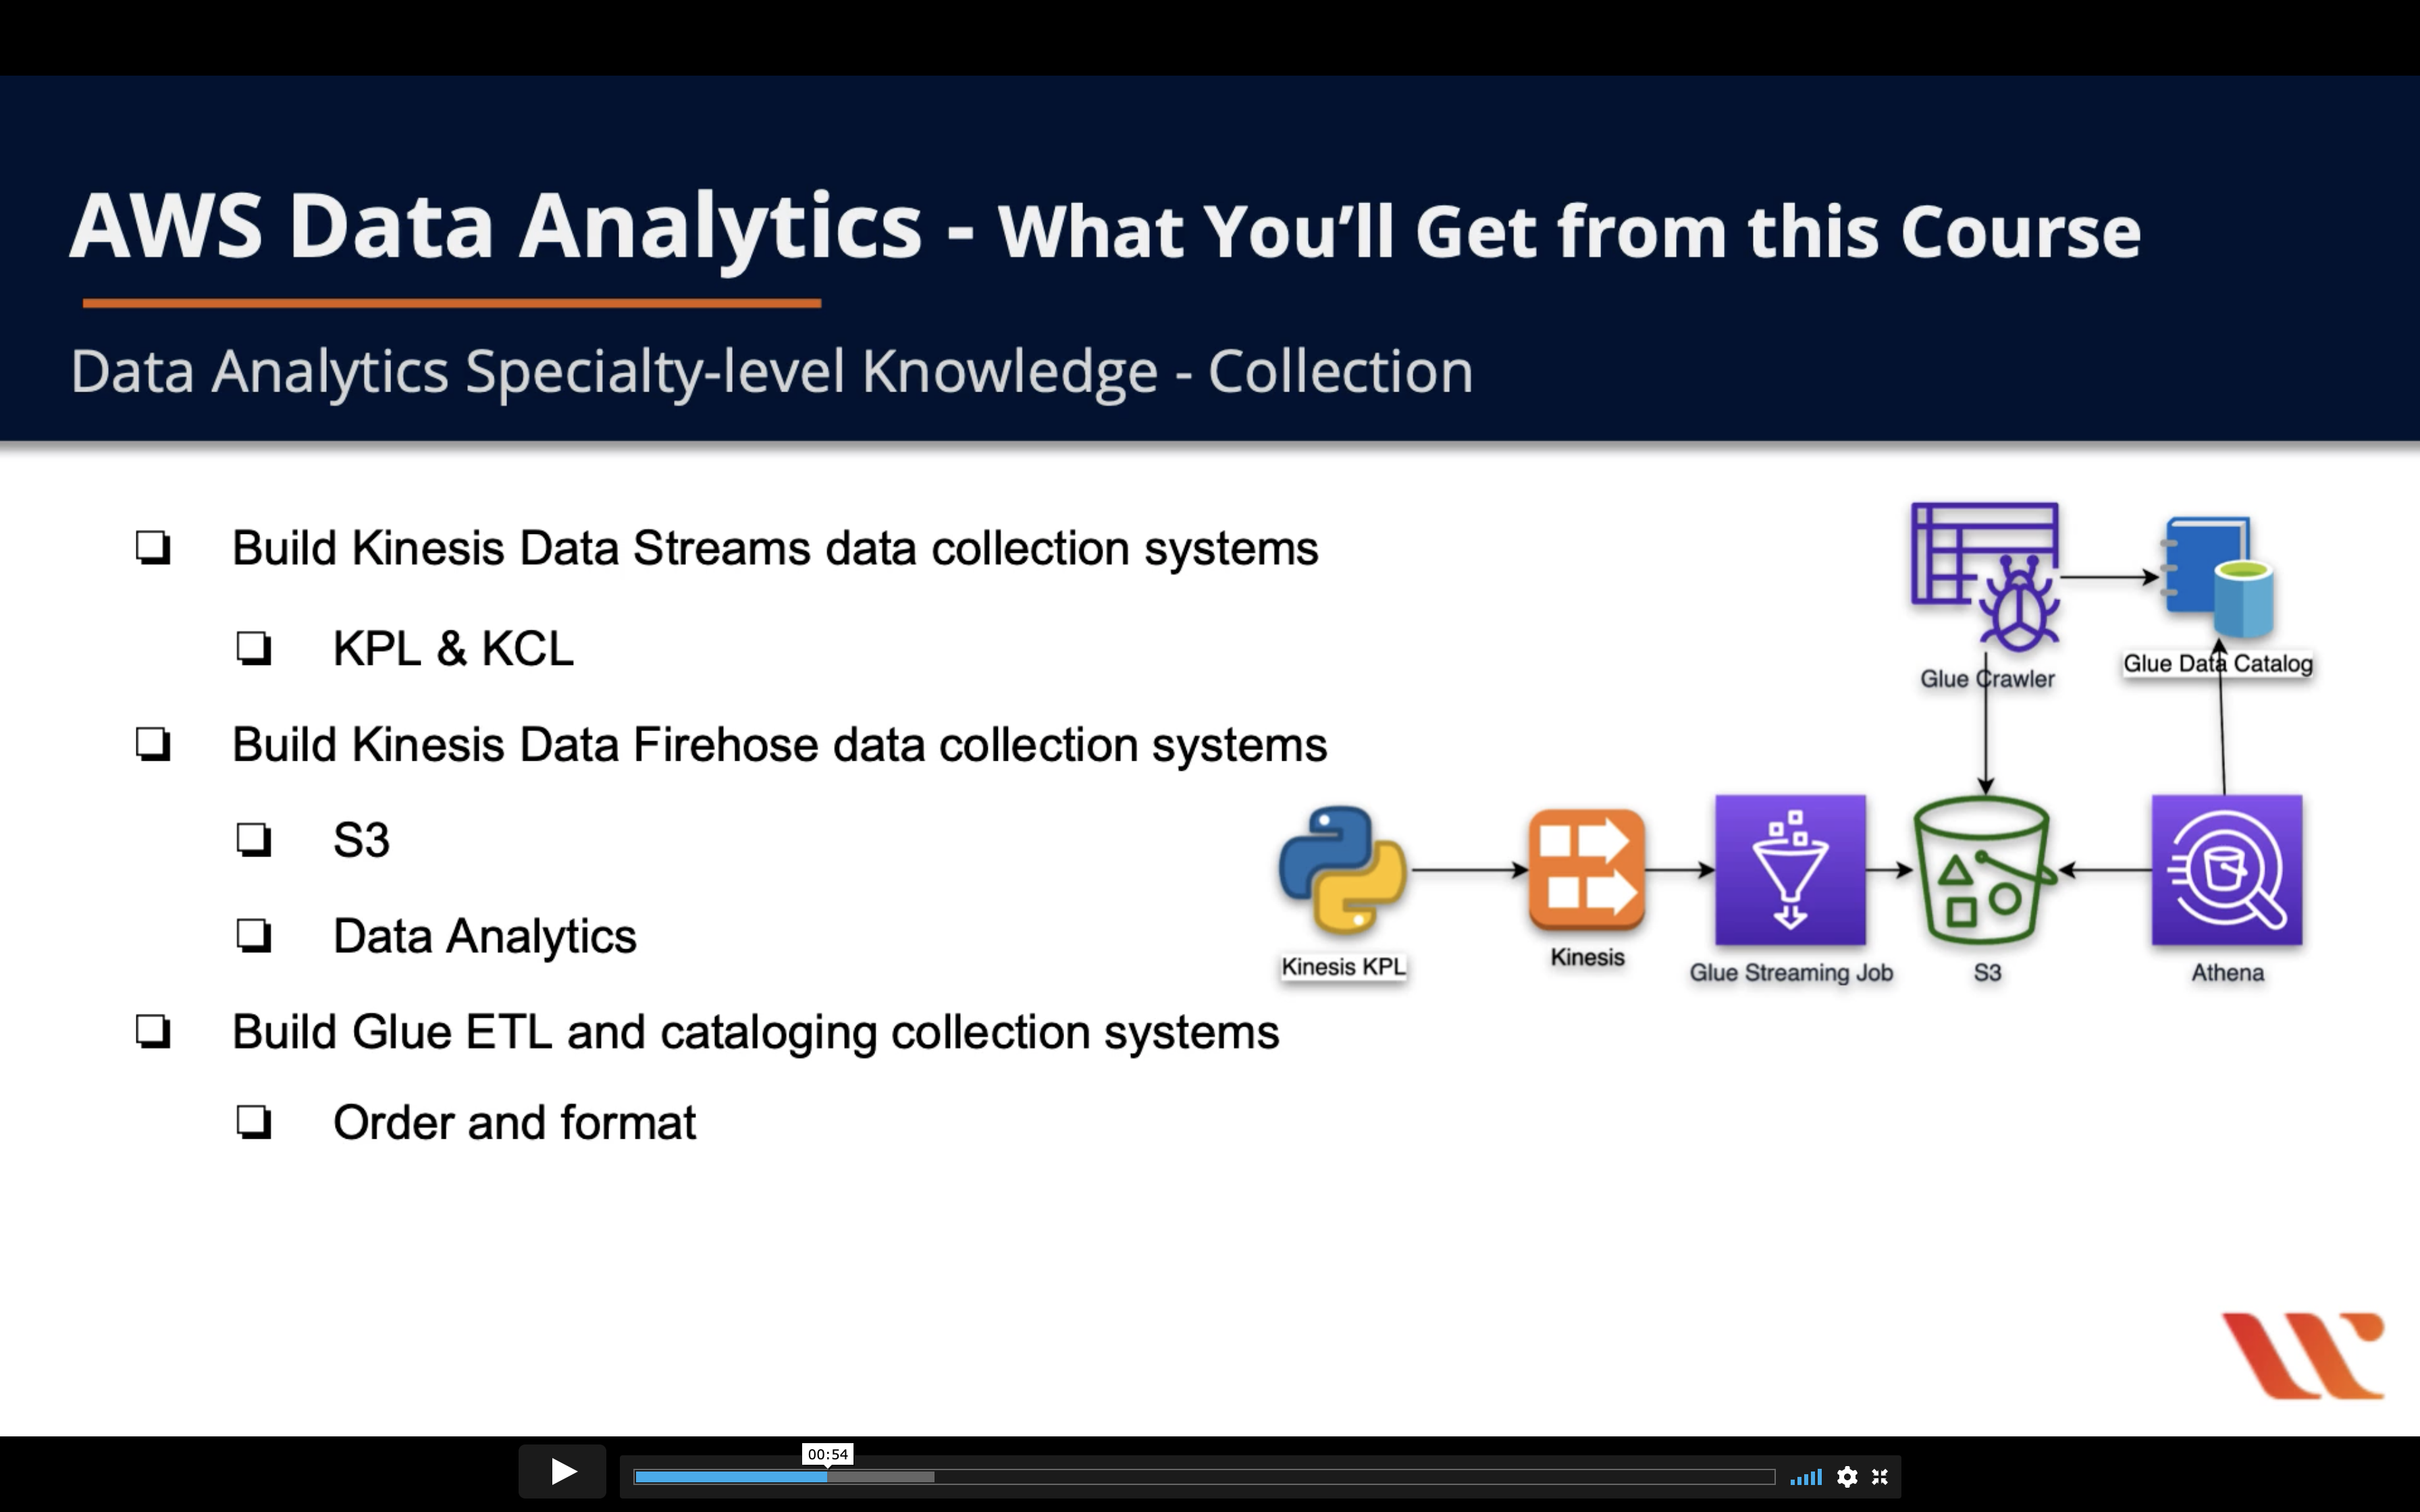 AWS Data Analytics - What You’ll Get from this Course
Data Analytics Specialty-level Knowledge - Collection
Build Kinesis Data Streams data collection systems
KPL & KCL
Build Kinesis Data Firehose data collection systems
S3
Data Analytics
Build Glue ETL and cataloging collection systems
Order and format
Glue Crawler
Glue Data Catalog
Kinesis KPL
Kinesis
Glue Streaming Job
S3
Athena
00:54